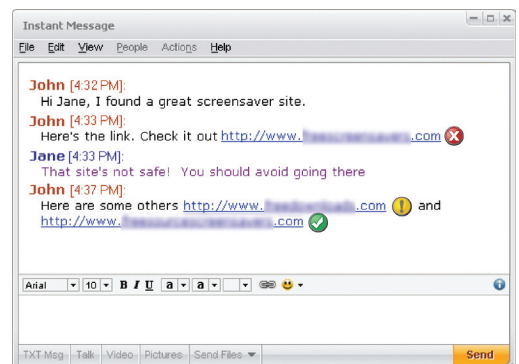 Instant Message
File Edit View People Actions Help
John [4:32 PM]:
Hi Jane, I found a great screensaver site.
John [4:33 PM]:
Here's the link. Check it out http://www. .com
Jane [4:33 PM]:
That site's not safe! You should avoid going there
John [4:37 PM]:
Here are some others http://www. .com and
http://www. .com
Arial 10 B I U a a
TXT Msg Talk Video Pictures Send Files Send